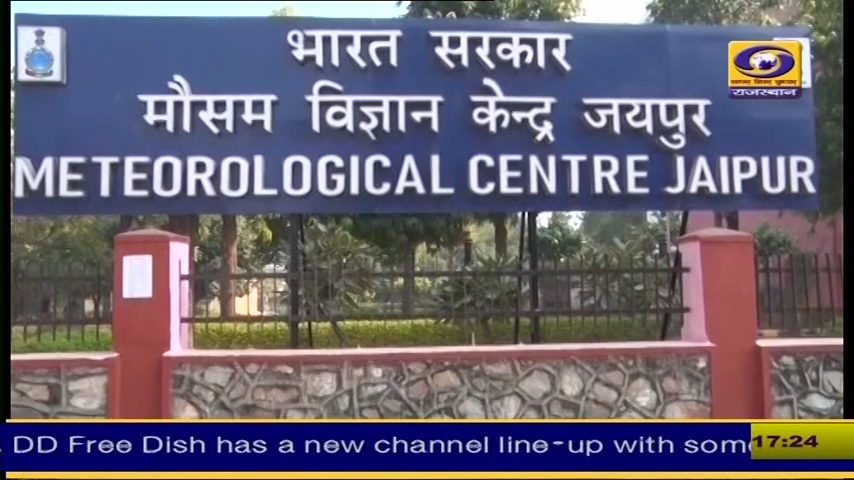 भारत सरकार
मौसम विज्ञान केन्द्र जयपुर
METEOROLOGICAL CENTRE JAIPUR
राजस्थान
. DD Free Dish has a new channel line-up with som
17:24